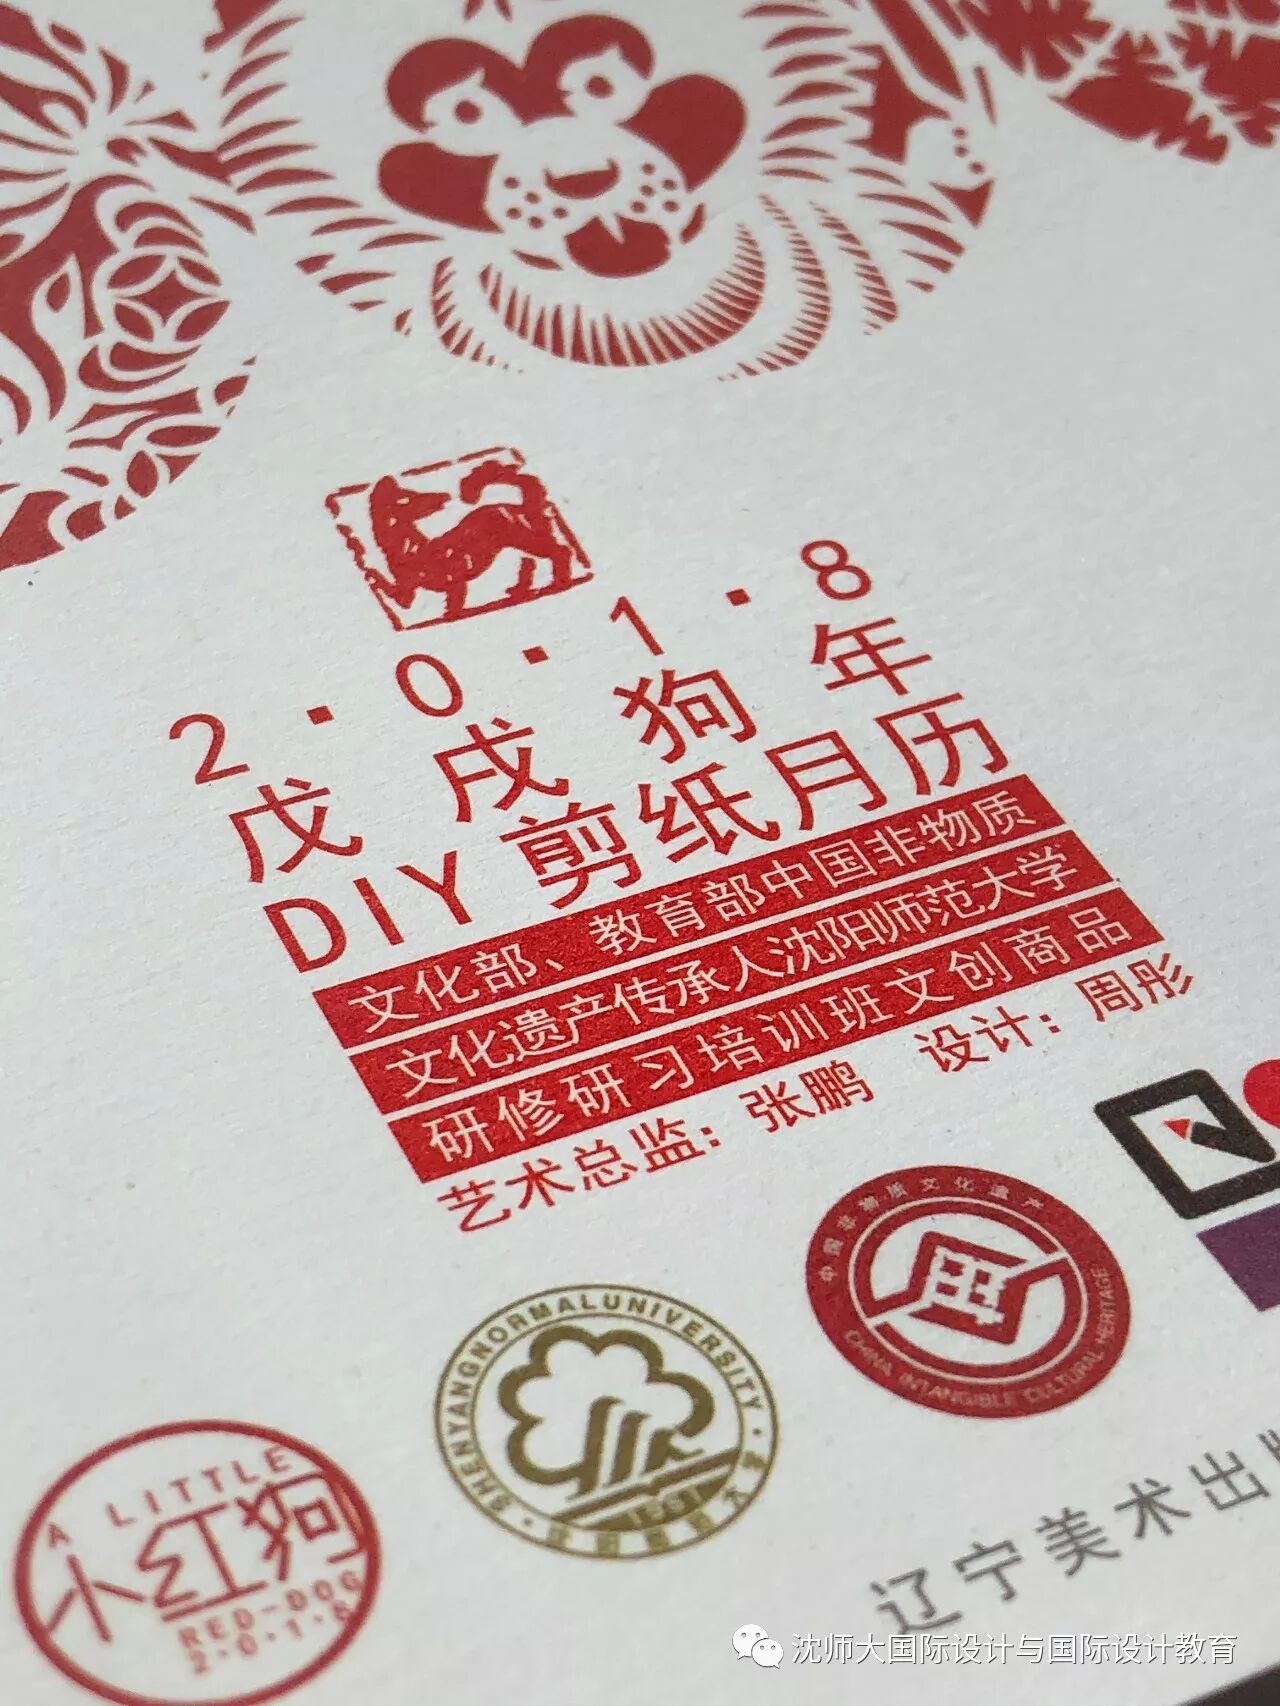 2·0·1·8
戊戌狗年
DIY剪纸月历
文化部、教育部中国非物质
文化遗产传承人沈阳师范大学
研修研习培训班文创商品
艺术总监：张鹏 设计：周彤
中国非物质文化遗产
CHINA INTANGIBLE CULTURAL HERITAGE
SHENYANGNORMALUNIVERSITY
1951
A LITTLE
小红狗
RED-DOG
2·0·1·8
辽宁美术出版
沈师大国际设计与国际设计教育